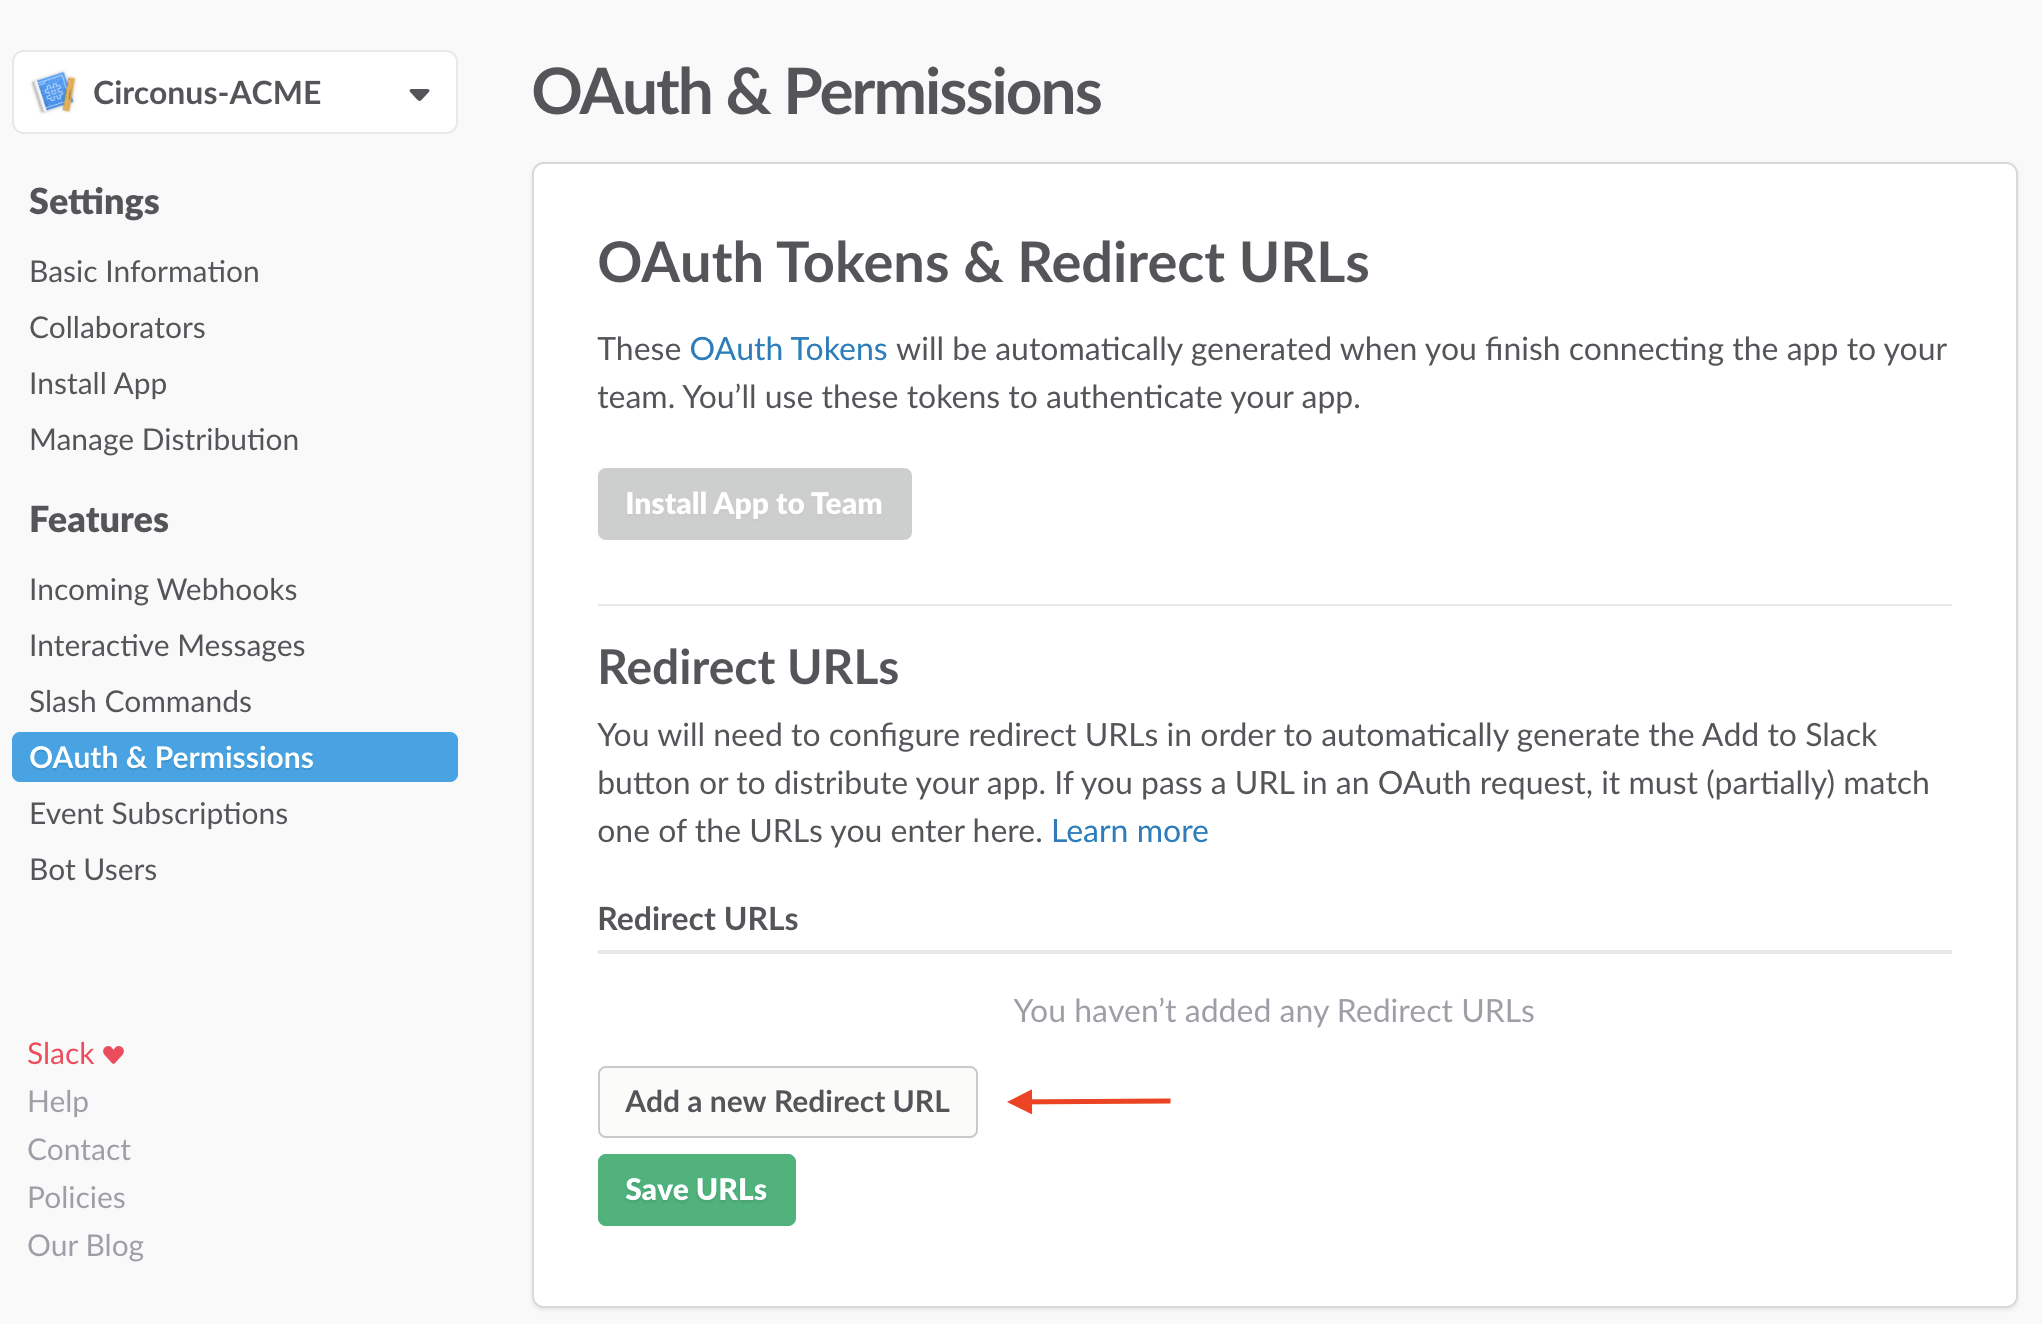 Circonus-ACME
Settings
Basic Information
Collaborators
Install App
Manage Distribution
Features
Incoming Webhooks
Interactive Messages
Slash Commands
OAuth & Permissions
Event Subscriptions
Bot Users
Slack
Help
Contact
Policies
Our Blog
OAuth & Permissions
OAuth Tokens & Redirect URLs
These OAuth Tokens will be automatically generated when you finish connecting the app to your
team. You’ll use these tokens to authenticate your app.
Install App to Team
Redirect URLs
You will need to configure redirect URLs in order to automatically generate the Add to Slack
button or to distribute your app. If you pass a URL in an OAuth request, it must (partially) match
one of the URLs you enter here. Learn more
Redirect URLs
You haven’t added any Redirect URLs
Add a new Redirect URL
Save URLs